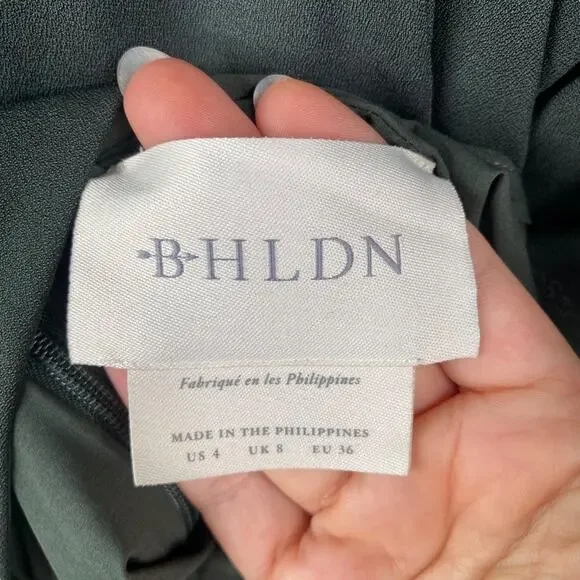 BHLDN
Fabriqué en les Philippines
MADE IN THE PHILIPPINES
US 4 UK 8 EU 36